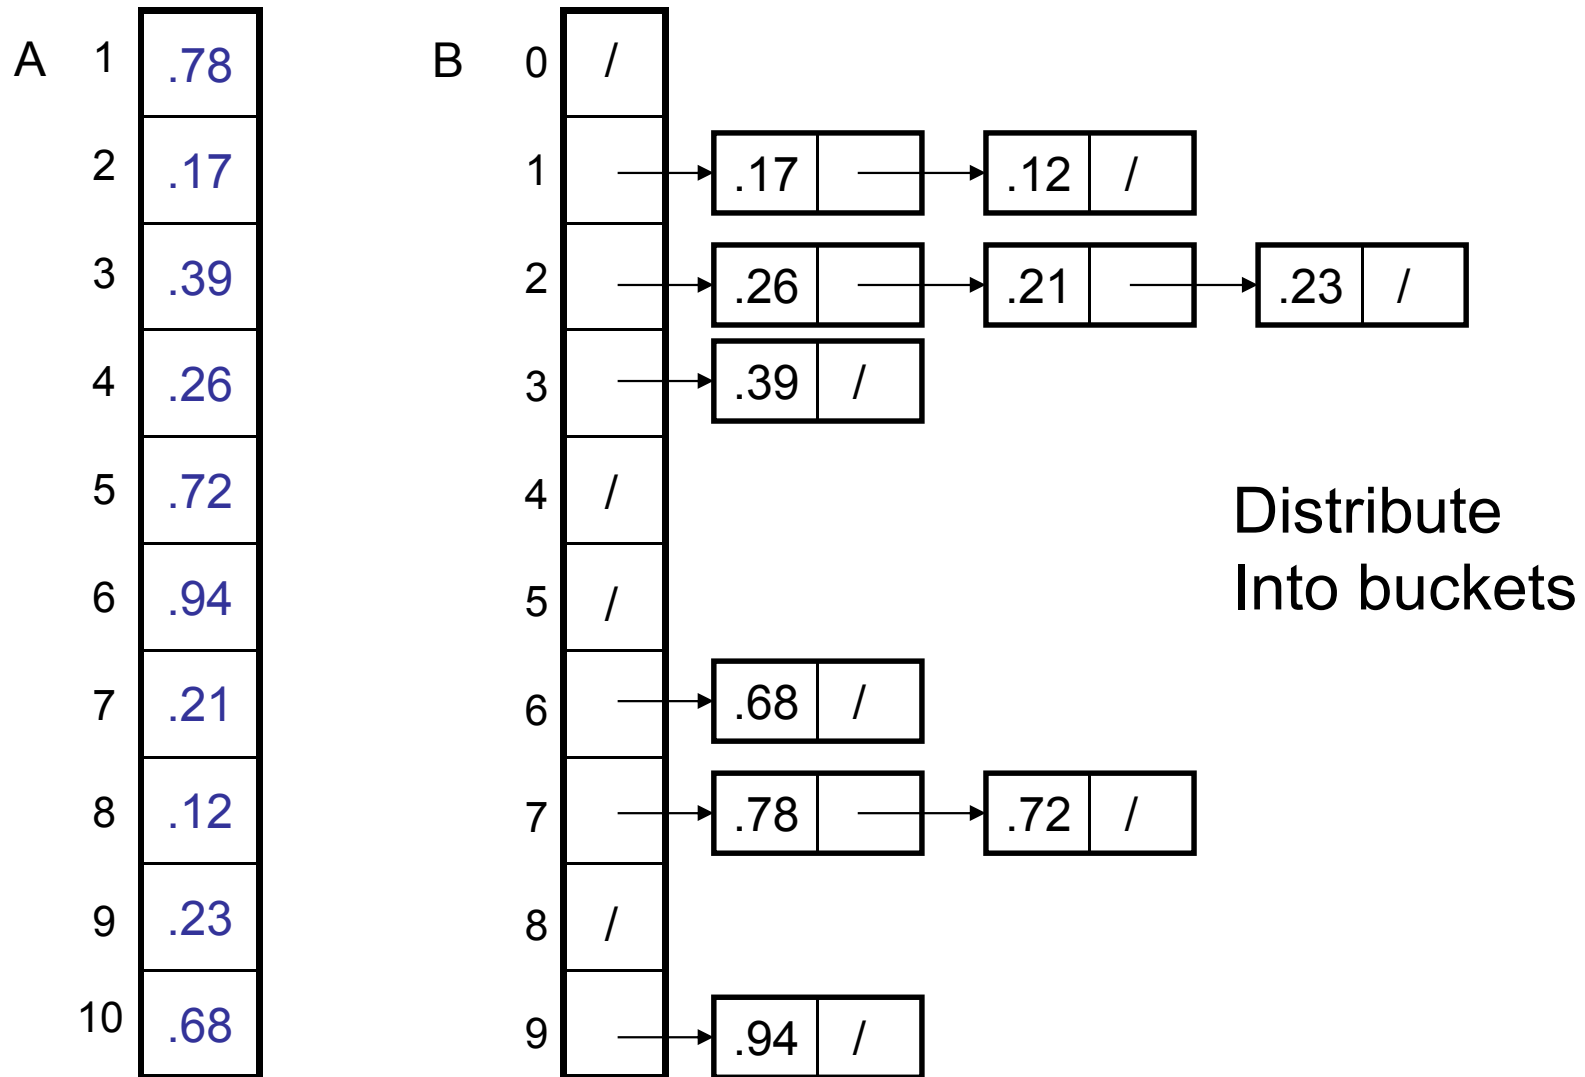 A 1 .78 B 0 /
2 .17 1 .17 .12 /
3 .39 2 .26 .21 .23 /
4 .26 3 .39 /
5 .72 4 /
Distribute
Into buckets
6 .94 5 /
7 .21 6 .68 /
8 .12 7 .78 .72 /
9 .23 8 /
10 .68 9 .94 /